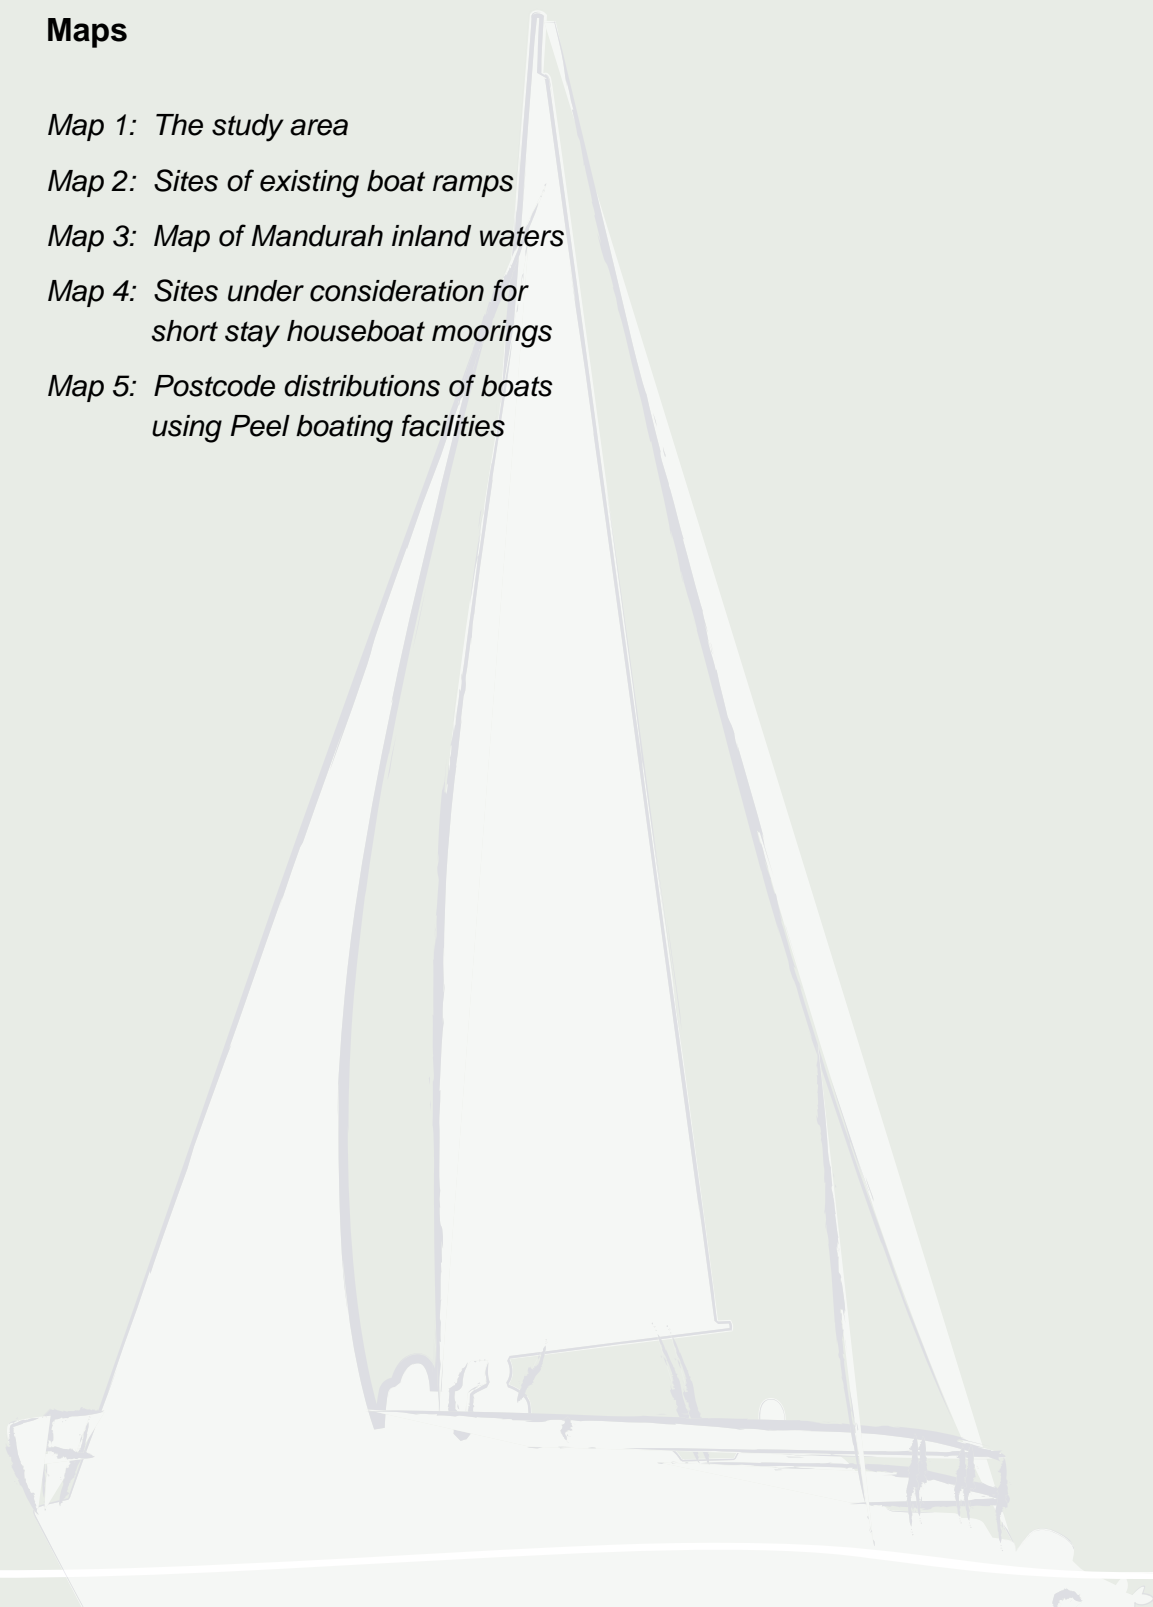 Maps
Map 1: The study area
Map 2: Sites of existing boat ramps
Map 3: Map of Mandurah inland waters
Map 4: Sites under consideration for
short stay houseboat moorings
Map 5: Postcode distributions of boats
using Peel boating facilities